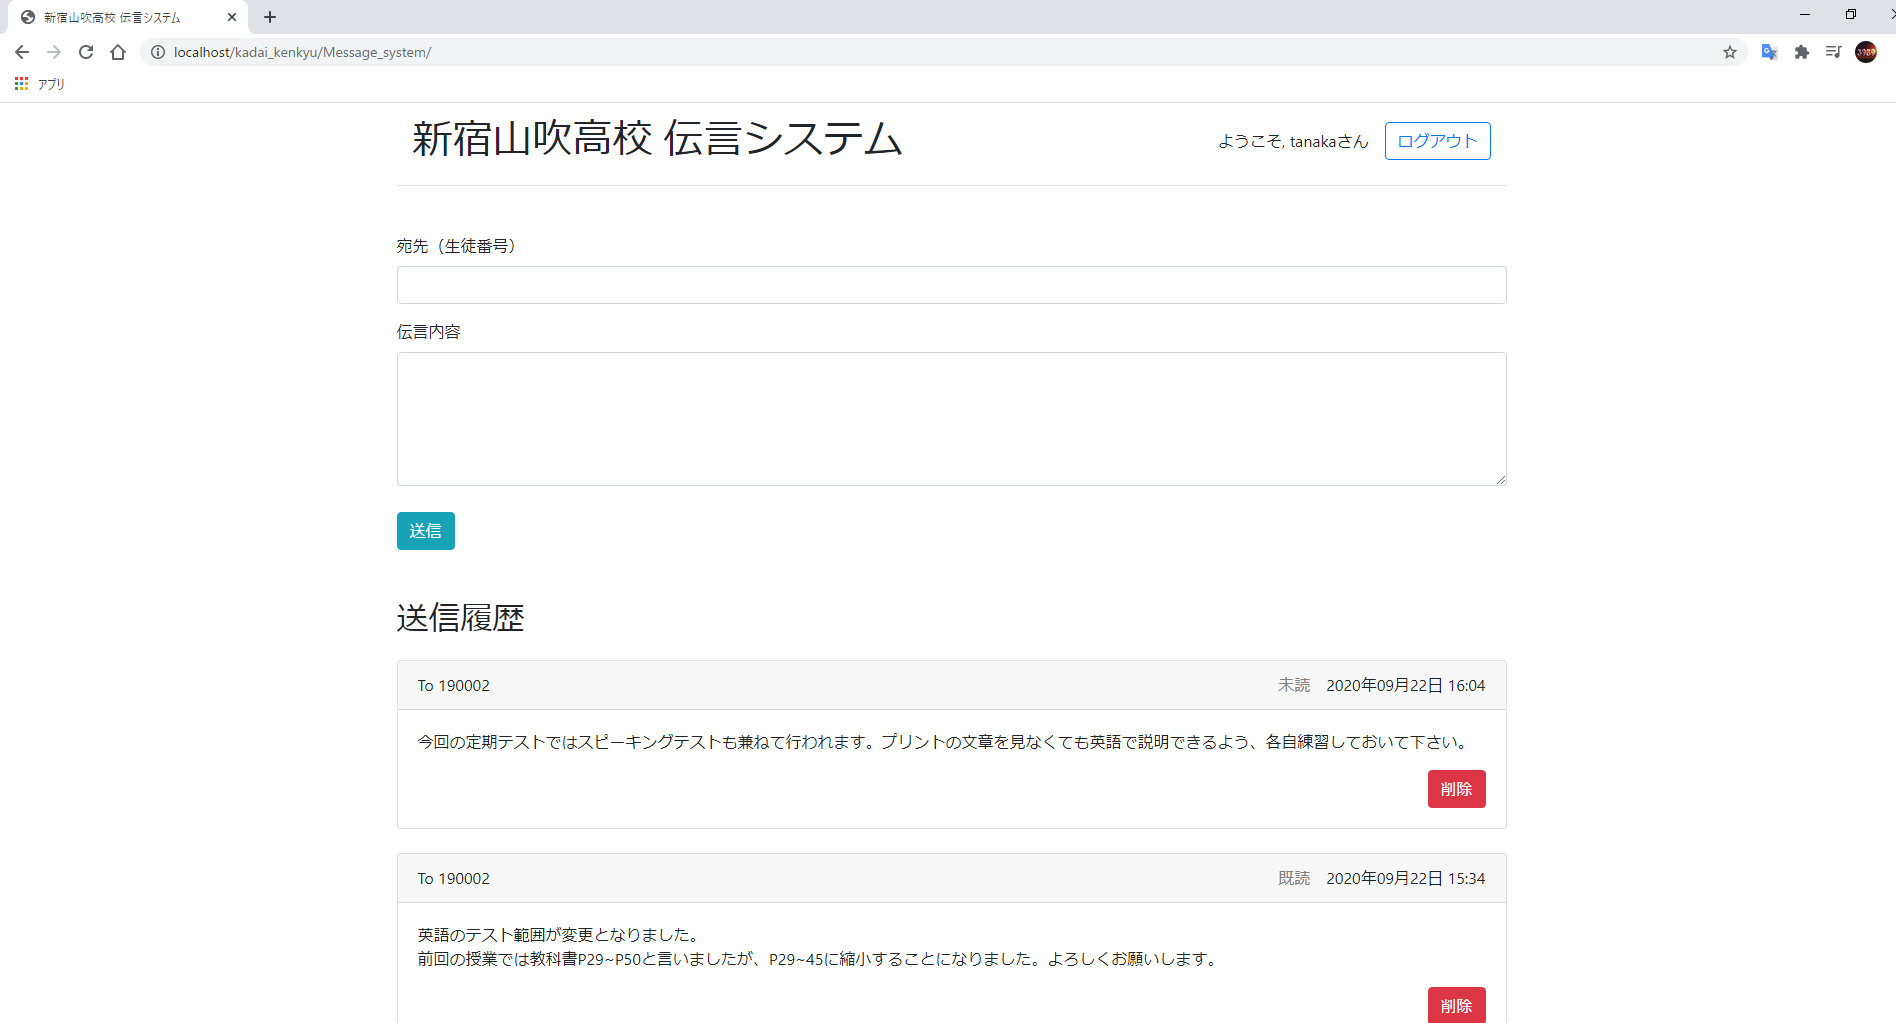 新宿山吹高校 伝言システム
localhost/kadai_kenkyu/Message_system/
アプリ
新宿山吹高校 伝言システム
ようこそ, tanakaさん
ログアウト
宛先（生徒番号）
伝言内容
送信
送信履歴
To 190002
未読 2020年09月22日 16:04
今回の定期テストではスピーキングテストも兼ねて行われます。プリントの文章を見なくても英語で説明できるよう、各自練習しておいて下さい。
削除
To 190002
既読 2020年09月22日 15:34
英語のテスト範囲が変更となりました。
前回の授業では教科書P29~P50と言いましたが、P29~45に縮小することになりました。よろしくお願いします。
削除